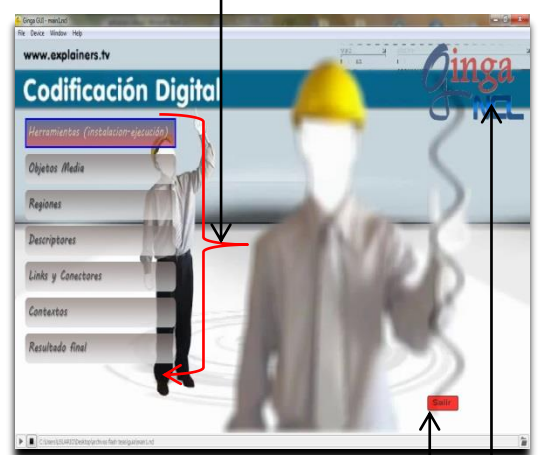 Ginga GUI - main1.ncl
File Device Window Help
www.explainers.tv
Codificación Digital
Ginga
NCL
Herramientas (instalacion-ejecución)
Objetos Media
Regiones
Descriptores
Links y Conectores
Contextos
Resultado final
Salir